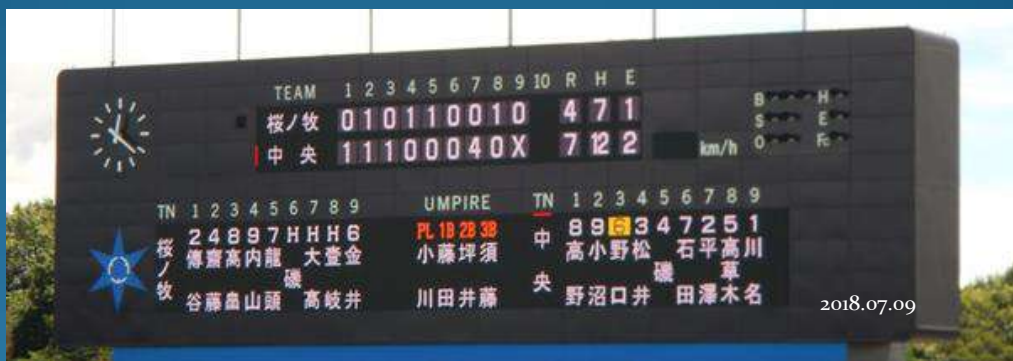 TEAM 1 2 3 4 5 6 7 8 9 10 R H E
桜ノ牧 0 1 0 1 1 0 0 1 0 4 7 1
中央 1 1 1 0 0 0 4 0 X 7 12 2
B H
S E
O Fc
km/h
TN 1 2 3 4 5 6 7 8 9
桜ノ牧
2 4 8 9 7 H H H 6
傳谷 齋藤 高畠 内山 龍頭 磯 大高 壹岐 金井
UMPIRE
PL 1B 2B 3B
小川 藤田 坪井 須藤
TN 1 2 3 4 5 6 7 8 9
中央
8 9 6 3 4 7 2 5 1
高野 小沼 野口 松井 磯 石田 平澤 高草木 川名
2018.07.09